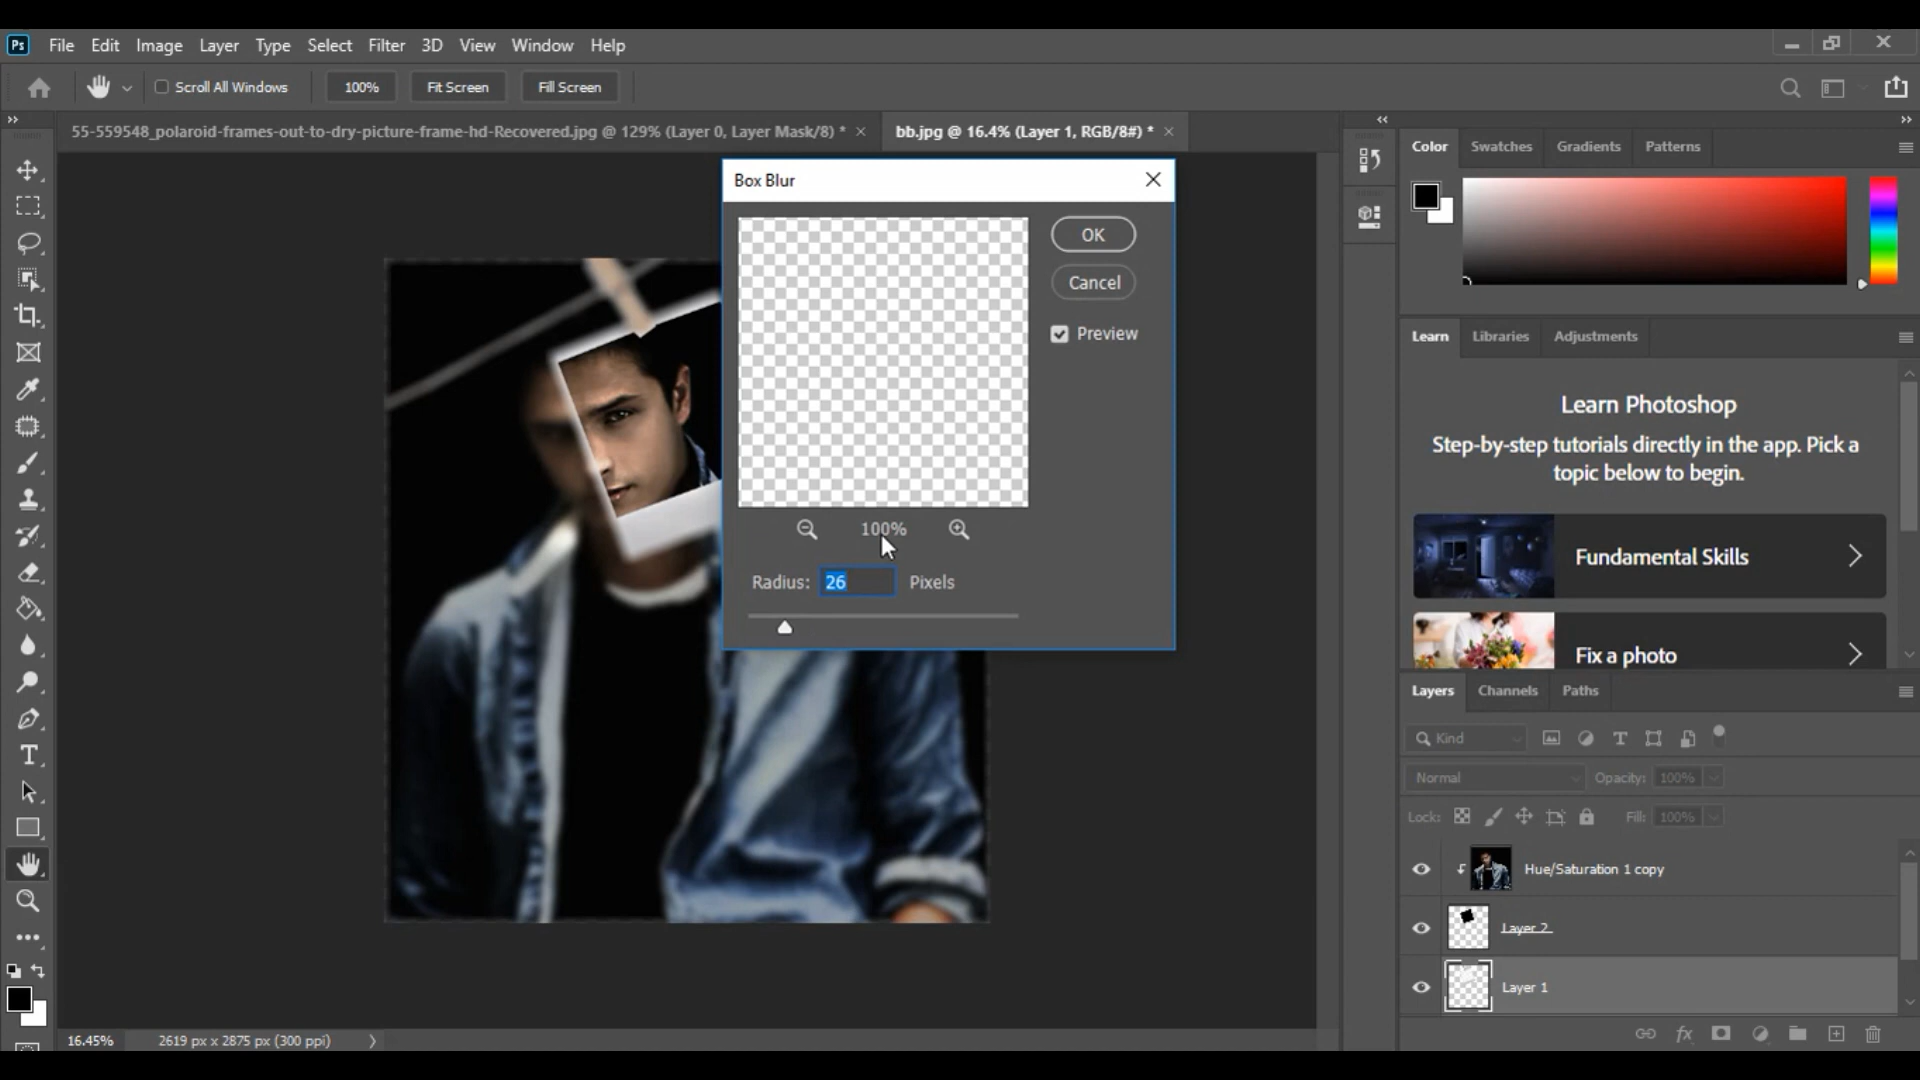 Ps File Edit Image Layer Type Select Filter 3D View Window Help
Scroll All Windows 100% Fit Screen Fill Screen
55-559548_polaroid-frames-out-to-dry-picture-frame-hd-Recovered.jpg @ 129% (Layer 0, Layer Mask/8) * × bb.jpg @ 16.4% (Layer 1, RGB/8#) * ×
Box Blur
OK
Cancel
Preview
100%
Radius: 26 Pixels
Color Swatches Gradients Patterns
Learn Libraries Adjustments
Learn Photoshop
Step-by-step tutorials directly in the app. Pick a
topic below to begin.
Fundamental Skills
Fix a photo
Layers Channels Paths
Kind
Normal Opacity: 100%
Lock: Fill: 100%
Hue/Saturation 1 copy
Layer 2
Layer 1
fx
16.45% 2619 px x 2875 px (300 ppi)